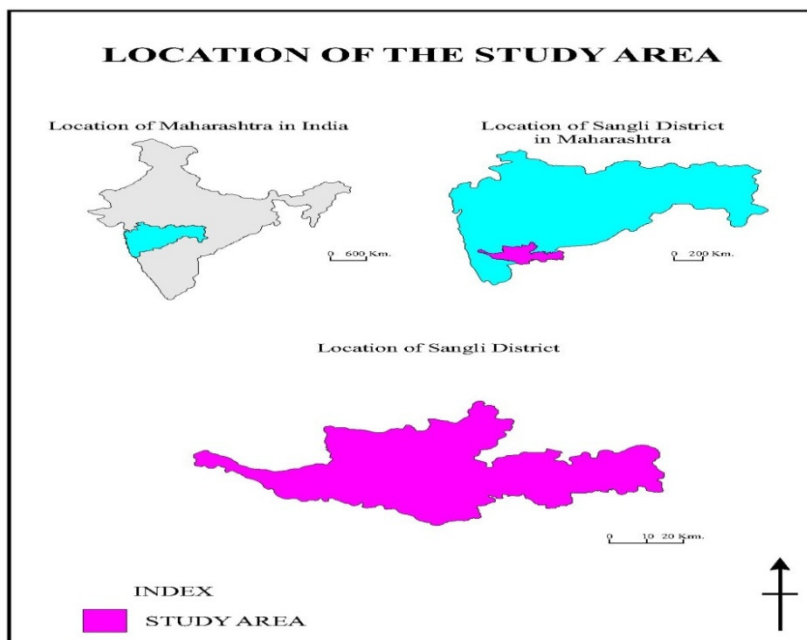 LOCATION OF THE STUDY AREA
Location of Maharashtra in India
Location of Sangli District
in Maharashtra
0 600 Km.
0 200 Km.
Location of Sangli District
0 10 20 Km.
INDEX
STUDY AREA